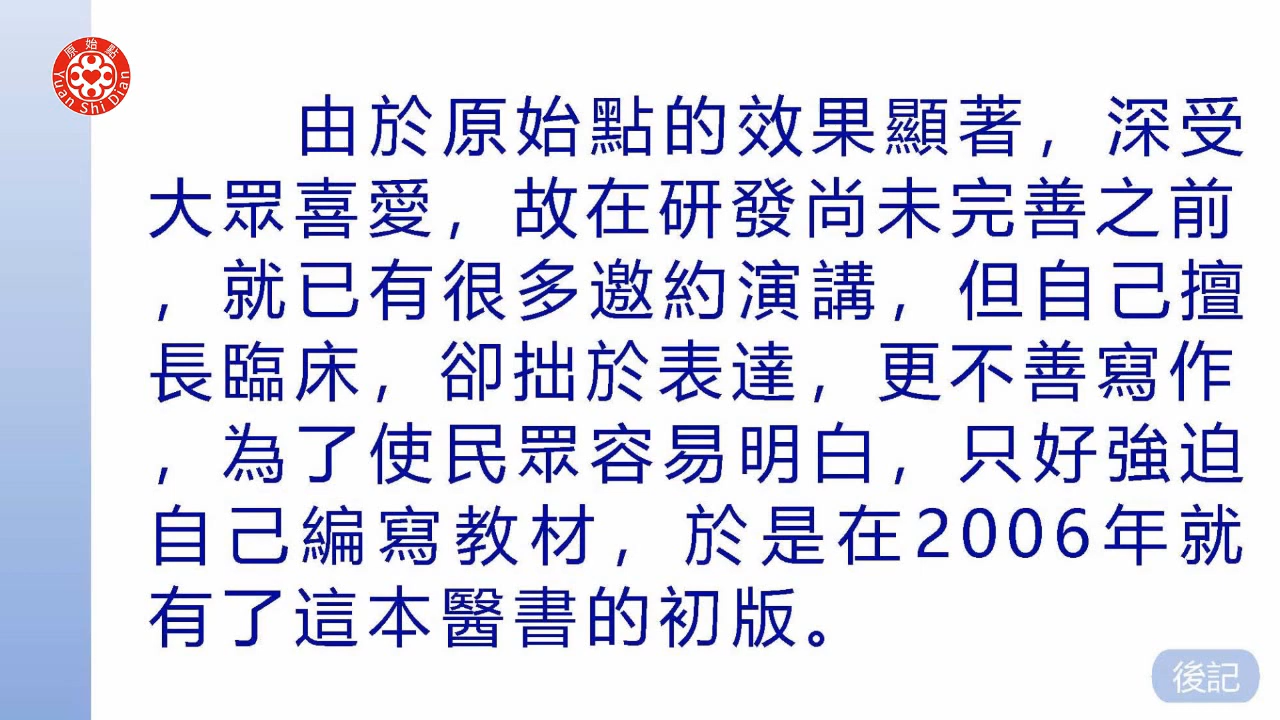 原始點
Yuan Shi Dian
由於原始點的效果顯著，深受
大眾喜愛，故在研發尚未完善之前
，就已有很多邀約演講，但自己擅
長臨床，卻拙於表達，更不善寫作
，為了使民眾容易明白，只好強迫
自己編寫教材，於是在2006年就
有了這本醫書的初版。
後記